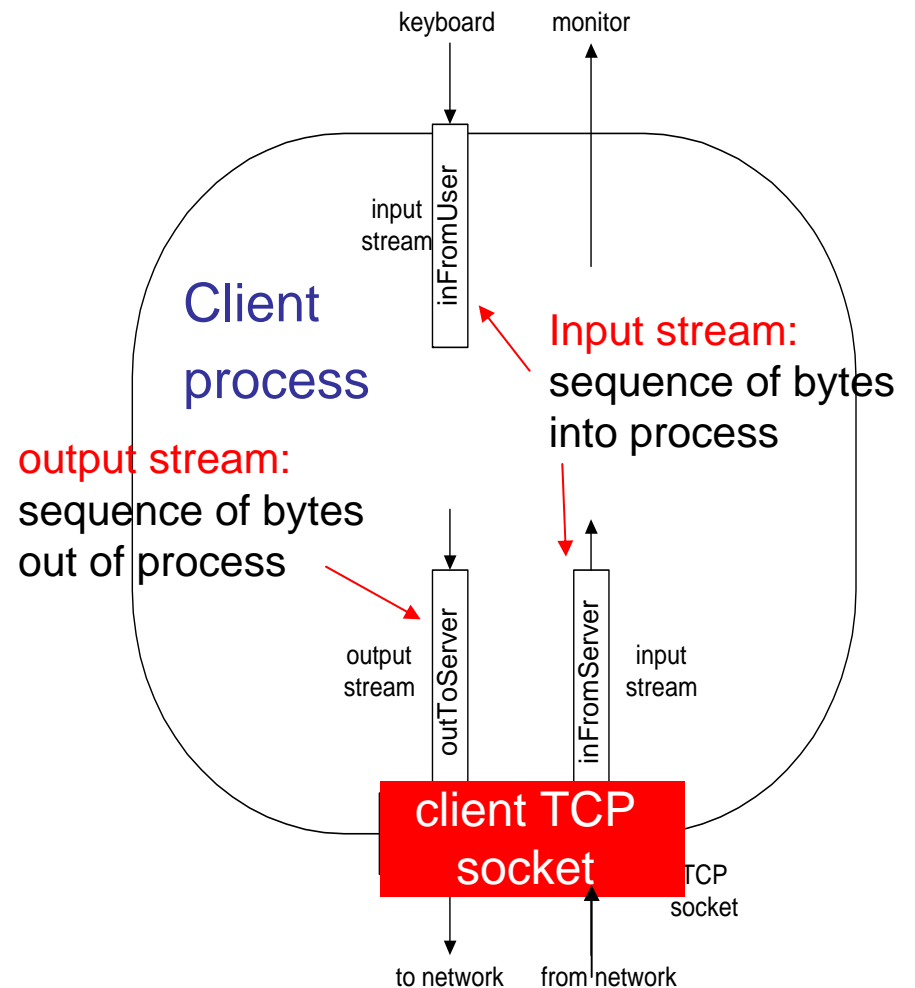 keyboard
monitor
input
stream
inFromUser
Client
process
Input stream:
sequence of bytes
into process
output stream:
sequence of bytes
out of process
output
stream
outToServer
inFromServer
input
stream
client TCP
socket
TCP
socket
to network
from network